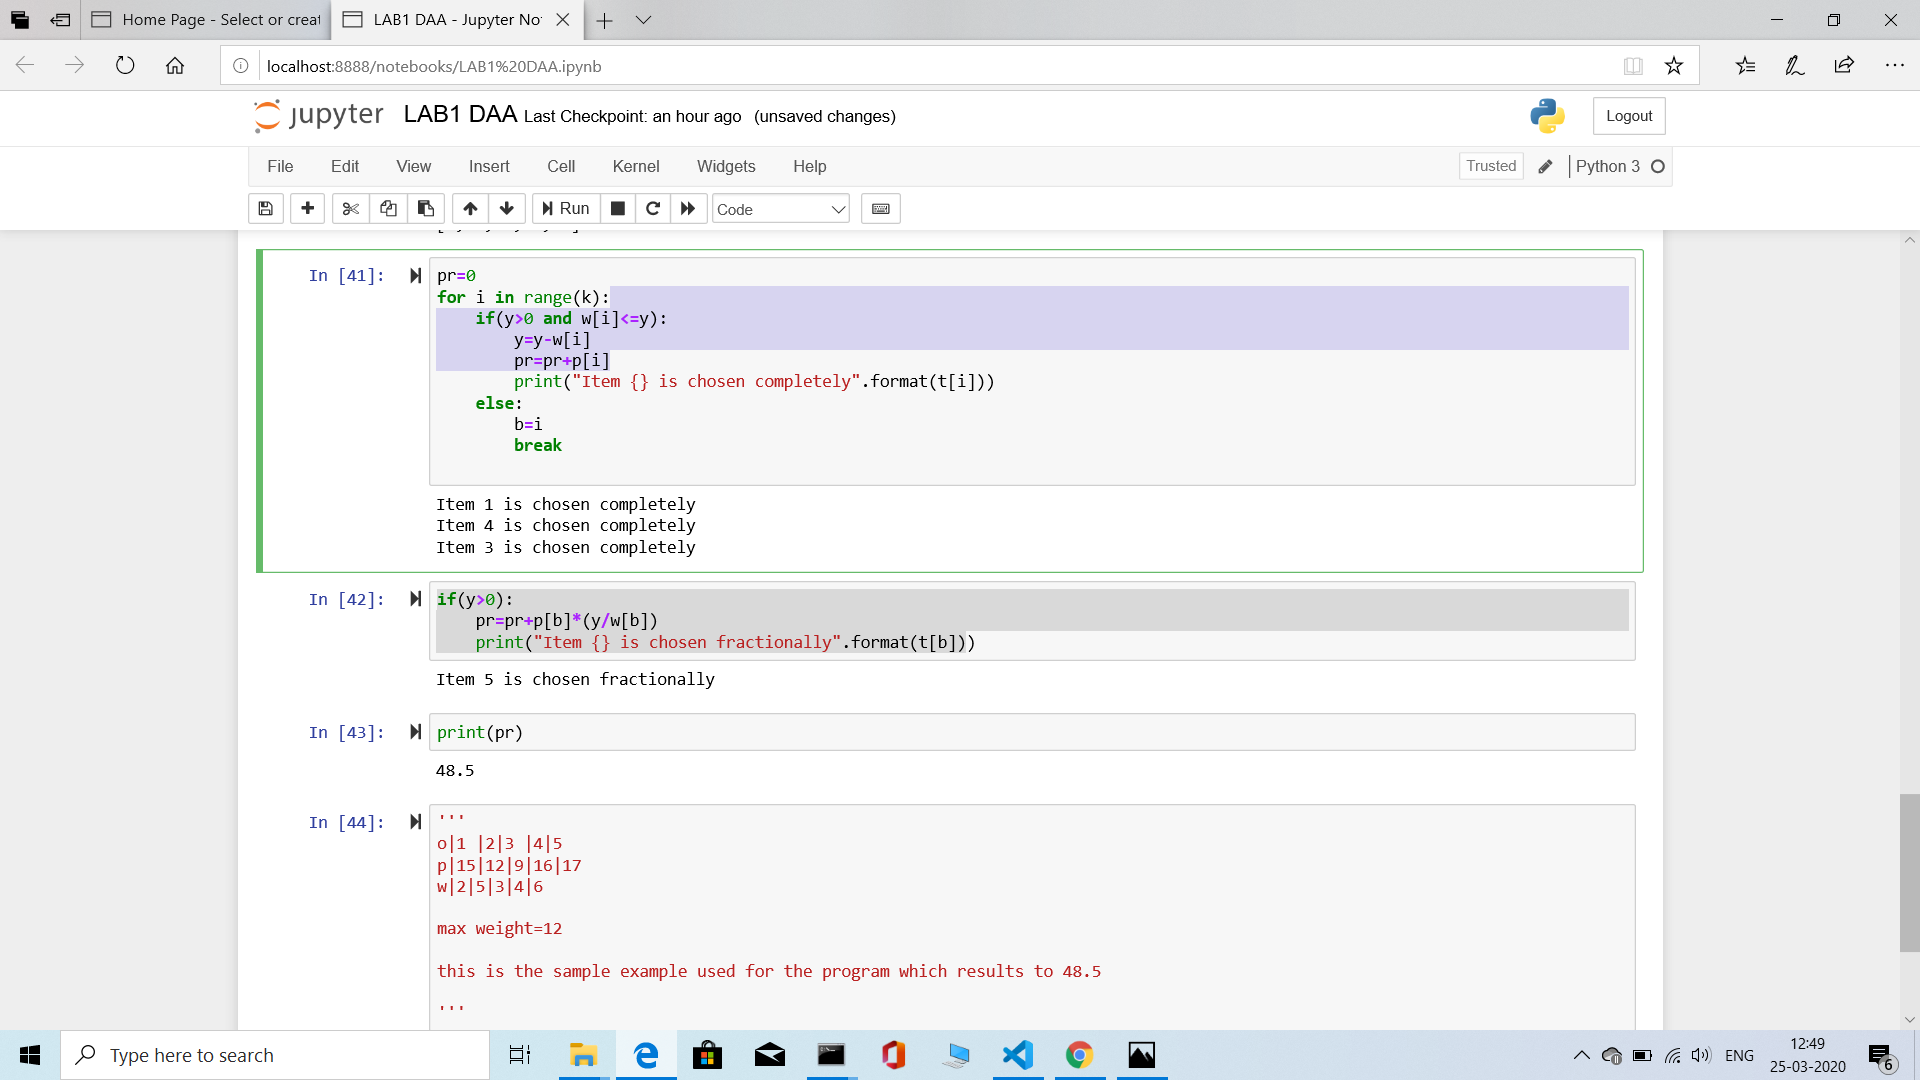 Home Page - Select or creat
LAB1 DAA - Jupyter No
localhost:8888/notebooks/LAB1%20DAA.ipynb
jupyter LAB1 DAA Last Checkpoint: an hour ago (unsaved changes)
Logout
File Edit View Insert Cell Kernel Widgets Help
Trusted Python 3
Run Code
In [41]:
pr=0
for i in range(k):
    if(y>0 and w[i]<=y):
        y=y-w[i]
        pr=pr+p[i]
        print("Item {} is chosen completely".format(t[i]))
    else:
        b=i
        break
Item 1 is chosen completely
Item 4 is chosen completely
Item 3 is chosen completely
In [42]:
if(y>0):
    pr=pr+p[b]*(y/w[b])
    print("Item {} is chosen fractionally".format(t[b]))
Item 5 is chosen fractionally
In [43]:
print(pr)
48.5
In [44]:
'''
o|1 |2|3 |4|5
p|15|12|9|16|17
w|2|5|3|4|6
max weight=12
this is the sample example used for the program which results to 48.5
'''
Type here to search
ENG
12:49
25-03-2020
6